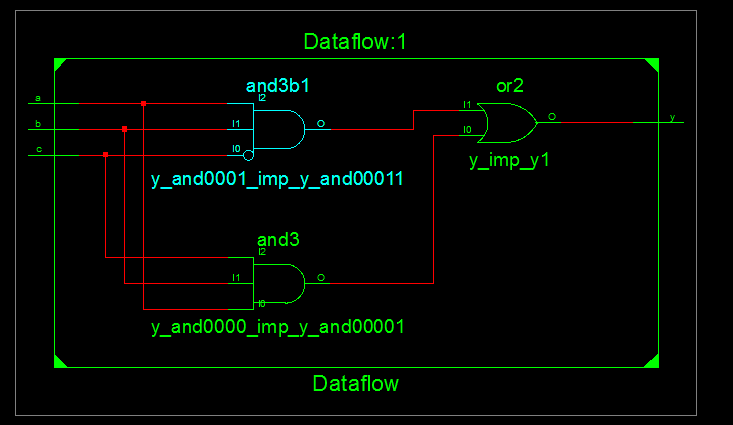 Dataflow:1
and3b1
or2
a
I2
I1
O
b
I1
O
y
I0
c
I0
y_and0001_imp_y_and00011
y_imp_y1
and3
I2
I1
O
I0
y_and0000_imp_y_and00001
Dataflow